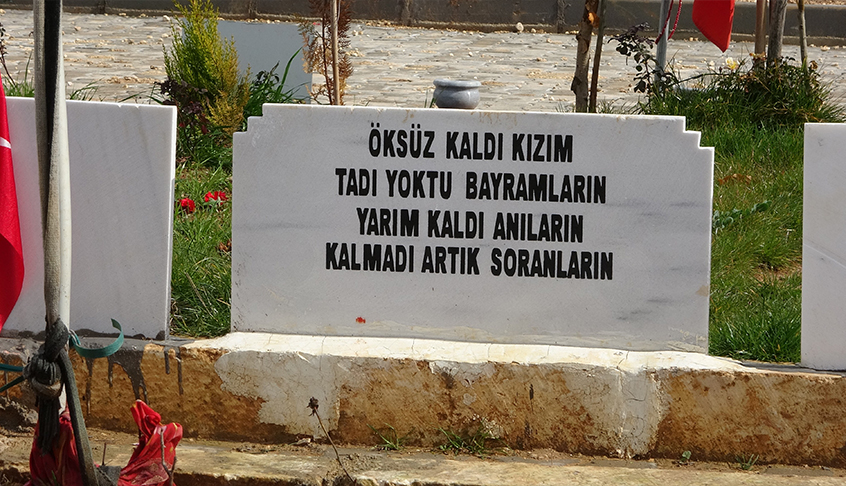 ÖKSÜZ KALDI KIZIM
TADI YOKTU BAYRAMLARIN
YARIM KALDI ANILARIN
KALMADI ARTIK SORANLARIN